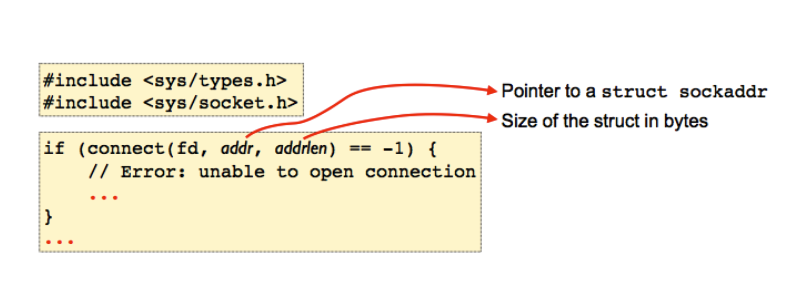 #include <sys/types.h>
#include <sys/socket.h>
Pointer to a struct sockaddr
Size of the struct in bytes
if (connect(fd, addr, addrlen) == -1) {
// Error: unable to open connection
...
}
...